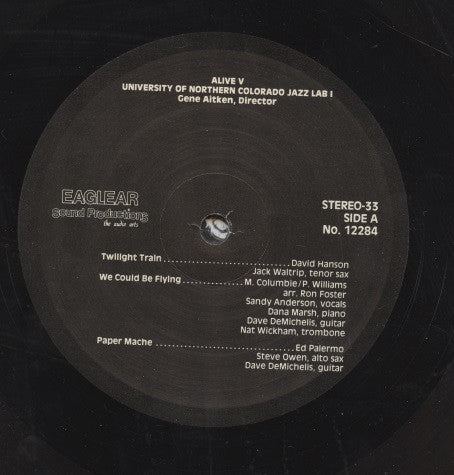 ALIVE V
UNIVERSITY OF NORTHERN COLORADO JAZZ LAB I
Gene Aitken, Director
EAGLEAR
Sound Productions
the audio arts
STEREO-33
SIDE A
No. 12284
Twilight Train ........................ David Hanson
Jack Waltrip, tenor sax
We Could Be Flying ............... M. Columbie/P. Williams
arr. Ron Foster
Sandy Anderson, vocals
Dana Marsh, piano
Dave DeMichelis, guitar
Nat Wickham, trombone
Paper Mache ................................ Ed Palermo
Steve Owen, alto sax
Dave DeMichelis, guitar